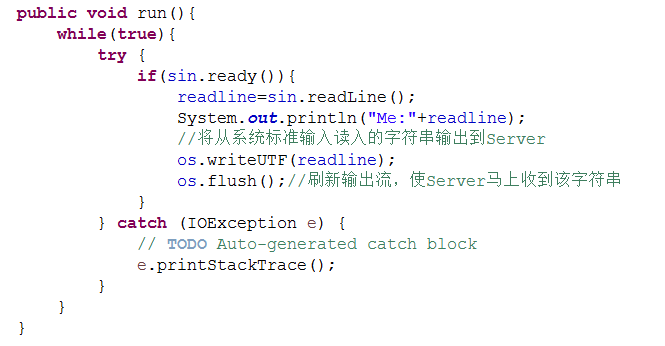 public void run(){
    while(true){
        try {
            if(sin.ready()){
                readline=sin.readLine();
                System.out.println("Me:"+readline);
                //将从系统标准输入读入的字符串输出到Server
                os.writeUTF(readline);
                os.flush();//刷新输出流，使Server马上收到该字符串
            }
        } catch (IOException e) {
            // TODO Auto-generated catch block
            e.printStackTrace();
        }
    }
}